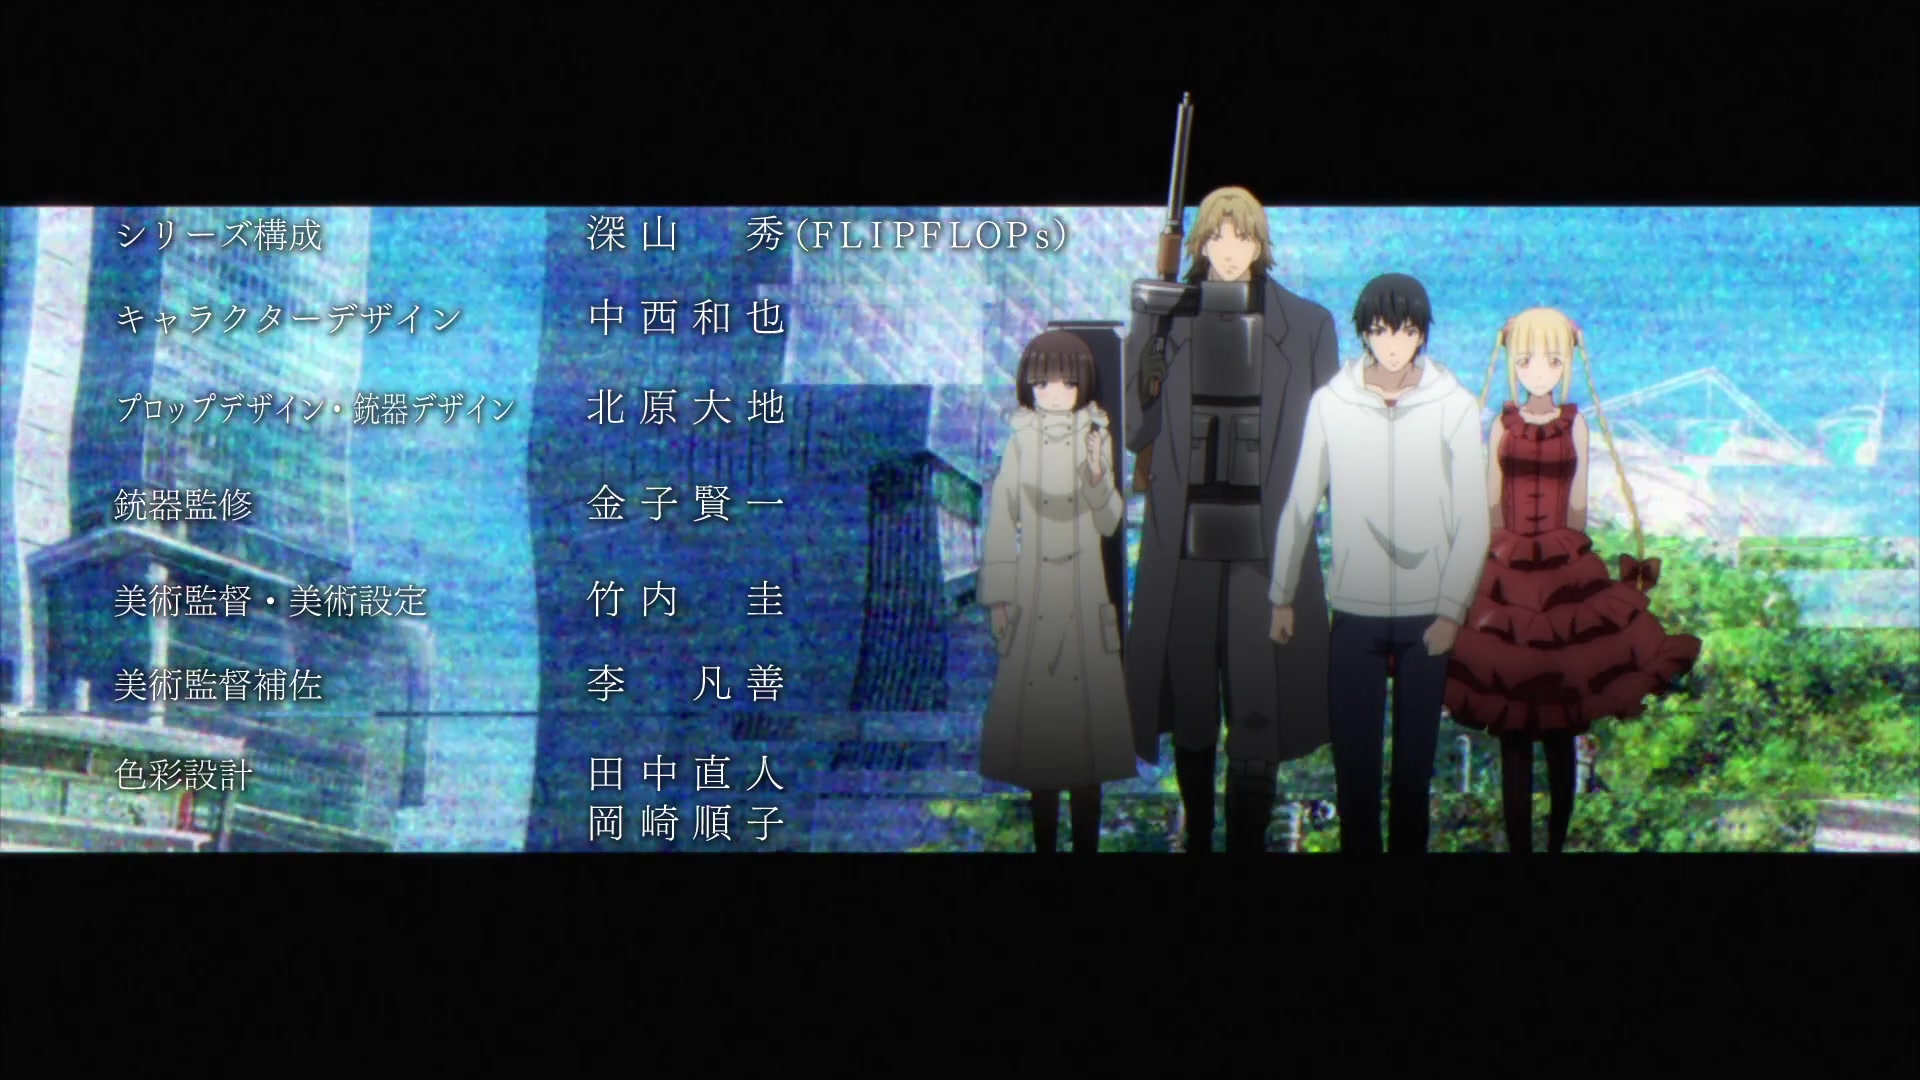 シリーズ構成 深山 秀(FLIPFLOPs)
キャラクターデザイン 中西和也
プロップデザイン・銃器デザイン 北原大地
銃器監修 金子賢一
美術監督・美術設定 竹内 圭
美術監督補佐 李 凡善
色彩設計 田中直人
岡崎順子